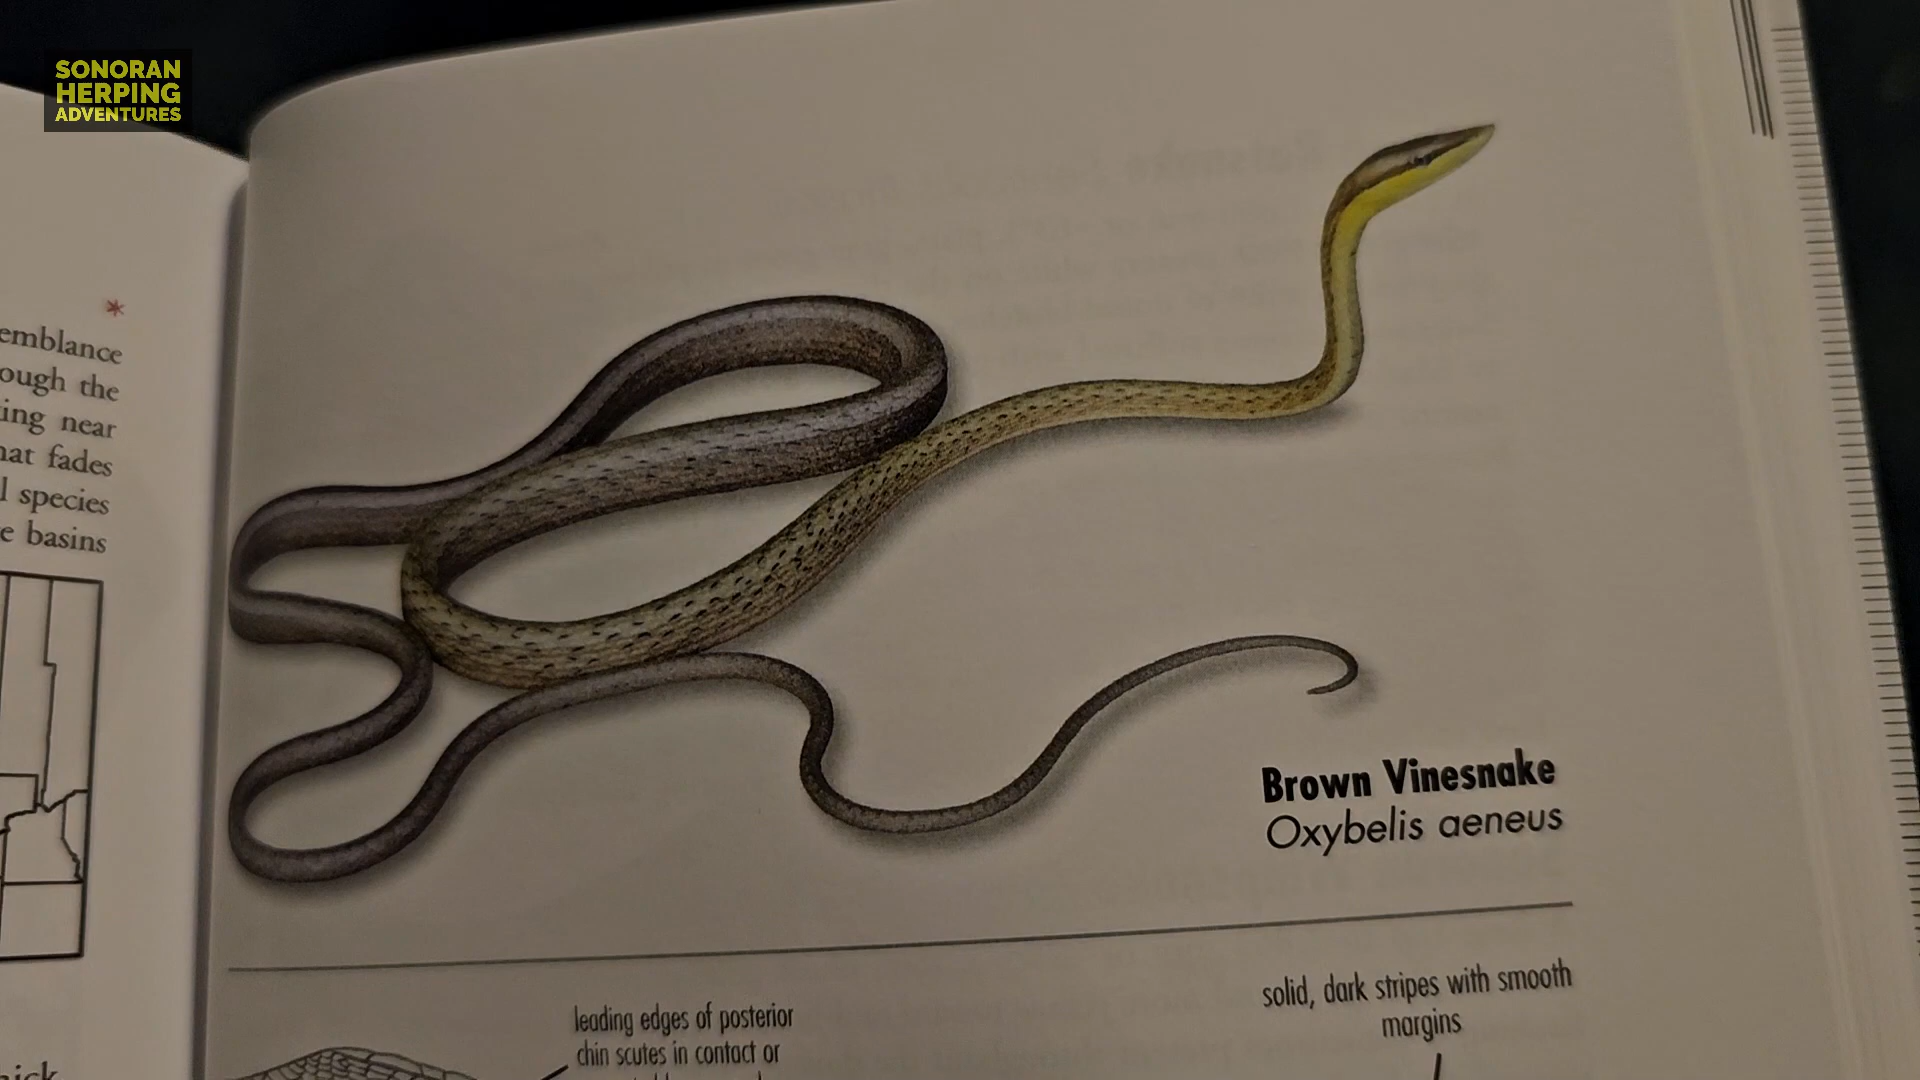 SONORAN
HERPING
ADVENTURES
*
emblance
ough the
ing near
hat fades
l species
e basins
Brown Vinesnake
Oxybelis aeneus
leading edges of posterior
chin scutes in contact or
solid, dark stripes with smooth
margins